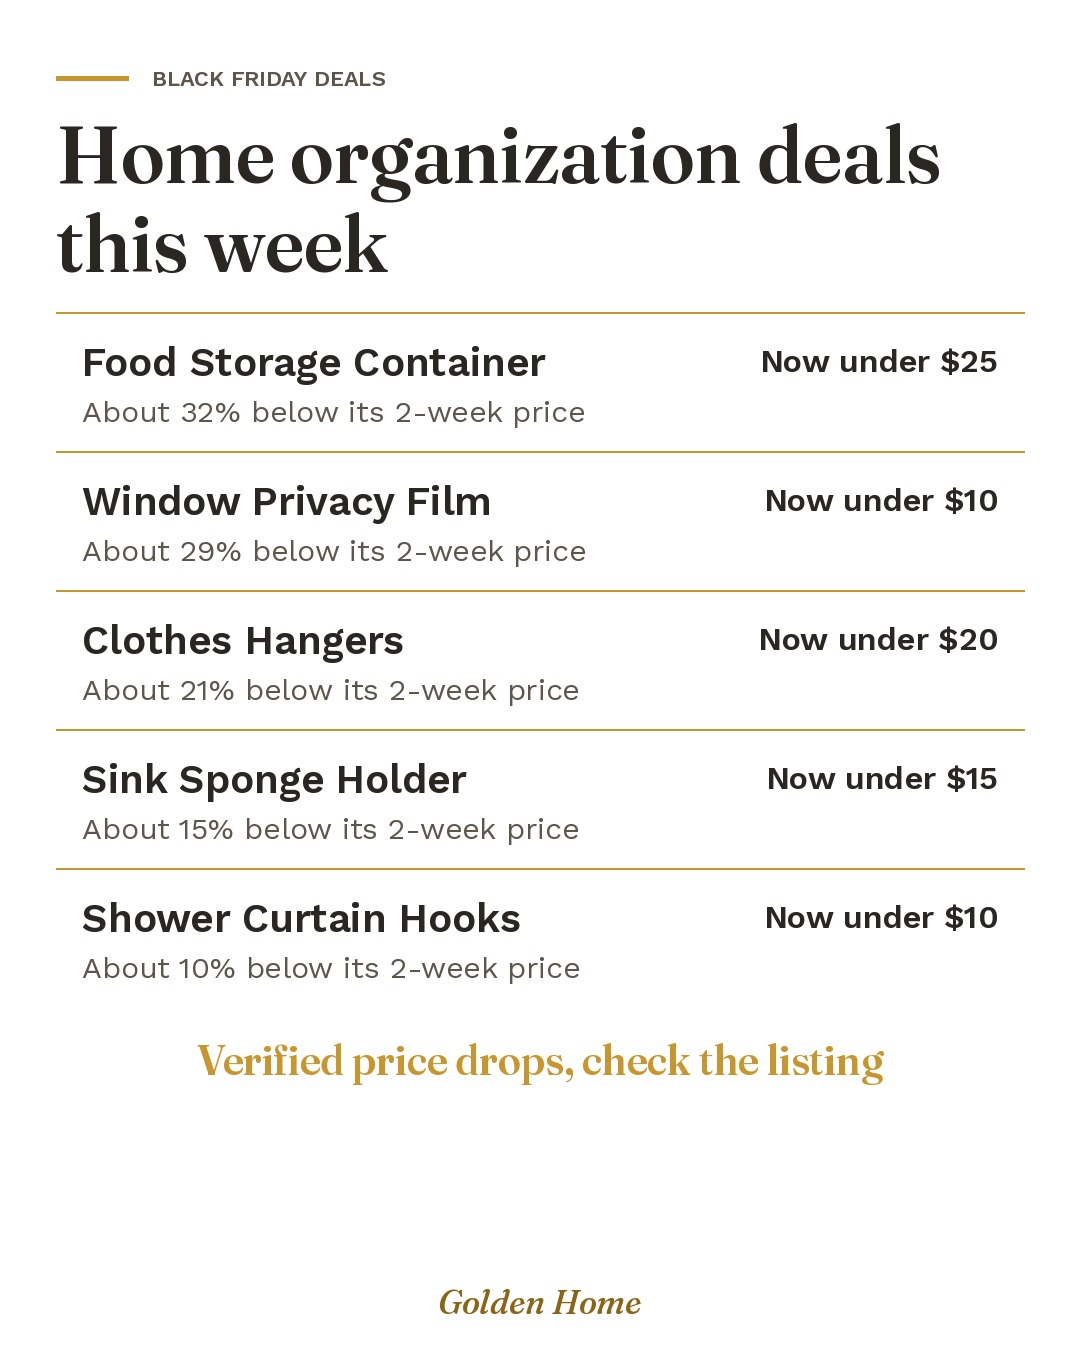 BLACK FRIDAY DEALS
Home organization deals
this week
Food Storage Container
Now under $25
About 32% below its 2-week price
Window Privacy Film
Now under $10
About 29% below its 2-week price
Clothes Hangers
Now under $20
About 21% below its 2-week price
Sink Sponge Holder
Now under $15
About 15% below its 2-week price
Shower Curtain Hooks
Now under $10
About 10% below its 2-week price
Verified price drops, check the listing
Golden Home